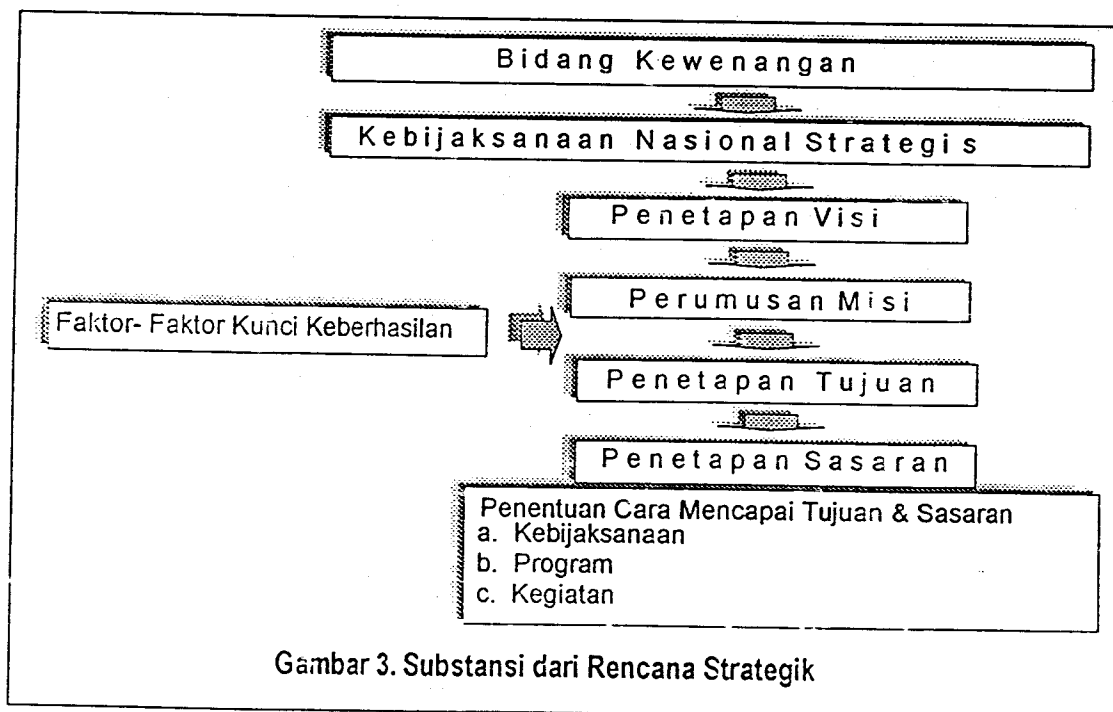 Bidang Kewenangan
Kebijaksanaan Nasional Strategis
Penetapan Visi
Perumusan Misi
Faktor- Faktor Kunci Keberhasilan
Penetapan Tujuan
Penetapan Sasaran
Penentuan Cara Mencapai Tujuan & Sasaran
a. Kebijaksanaan
b. Program
c. Kegiatan
Gambar 3. Substansi dari Rencana Strategik